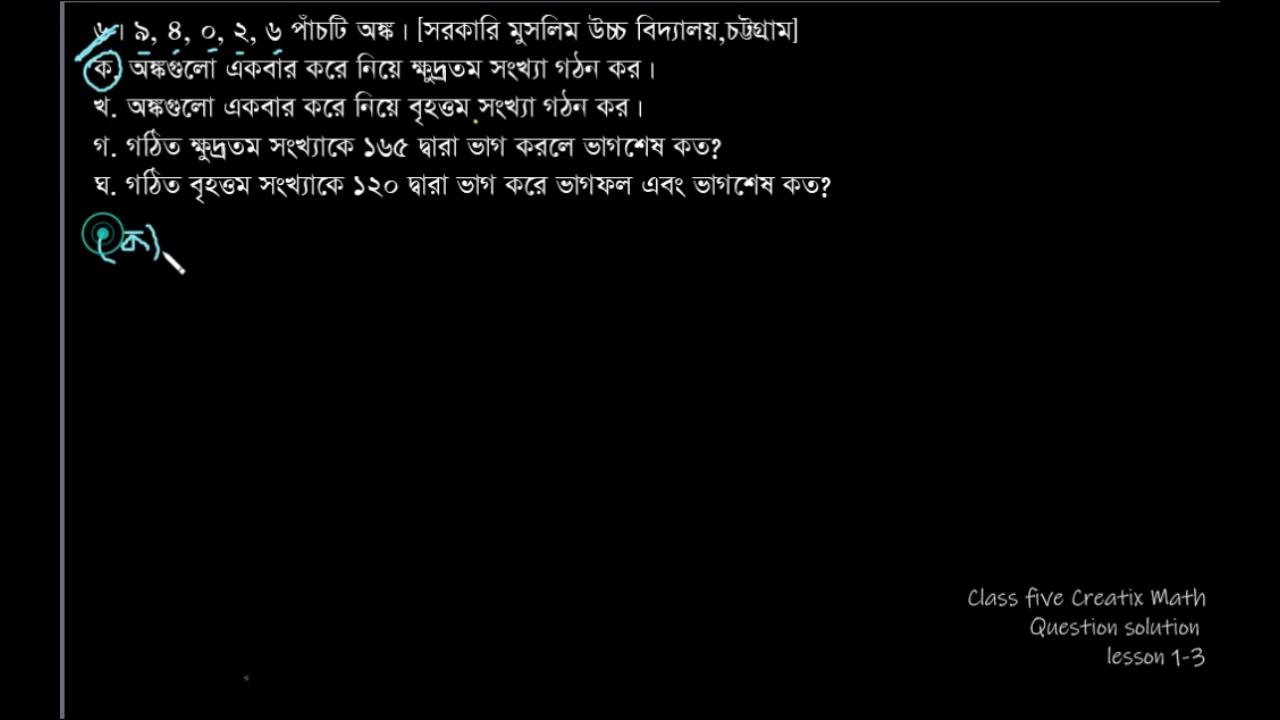 ৬। ৯, ৪, ০, ২, ৬ পাঁচটি অঙ্ক। [সরকারি মুসলিম উচ্চ বিদ্যালয়,চট্টগ্রাম]
ক. অঙ্কগুলো একবার করে নিয়ে ক্ষুদ্রতম সংখ্যা গঠন কর।
খ. অঙ্কগুলো একবার করে নিয়ে বৃহত্তম সংখ্যা গঠন কর।
গ. গঠিত ক্ষুদ্রতম সংখ্যাকে ১৬৫ দ্বারা ভাগ করলে ভাগশেষ কত?
ঘ. গঠিত বৃহত্তম সংখ্যাকে ১২০ দ্বারা ভাগ করে ভাগফল এবং ভাগশেষ কত?
(ক)
Class five Creatix Math
Question solution
lesson 1-3